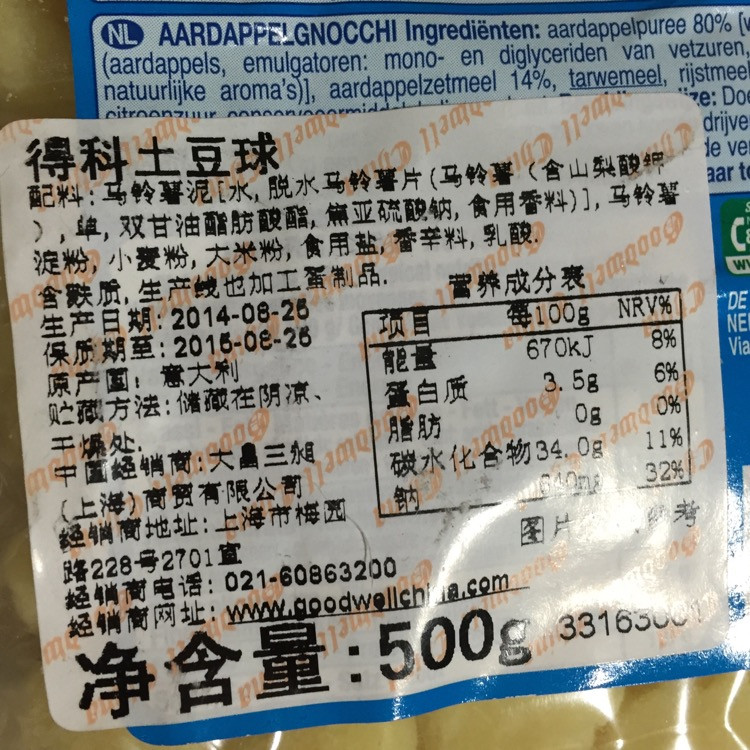 NL AARDAPPELGNOCCHI Ingrediënten: aardappelpuree 80%
(aardappels, emulgatoren: mono- en diglyceriden van vetzuren,
natuurlijke aroma's)], aardappelzetmeel 14%, tarwemeel, rijstmeel
得科土豆球
配料:马铃薯泥[水,脱水马铃薯片(马铃薯(含山梨酸钾
),单,双甘油酯脂肪酸酯,焦亚硫酸钠,食用香料)],马铃薯
淀粉,小麦粉,大米粉,食用盐,香辛料,乳酸.
含麸质,生产线也加工蛋制品.
生产日期:2014-08-26
保质期至:2015-08-26
原产国:意大利
贮藏方法:储藏在阴凉、
干燥处.
中国经销商:大昌三昶
(上海)商贸有限公司
经销商地址:上海市梅园
路228号2701室
经销商电话:021-60863200
经销商网址:www.goodwellchina.com
营养成分表
项目 每100g NRV%
能量 670kJ 8%
蛋白质 3.5g 6%
脂肪 0g 0%
碳水化合物 34.0g 11%
钠 640mg 32%
图片 参考
净含量:500g
DE
NE
Via